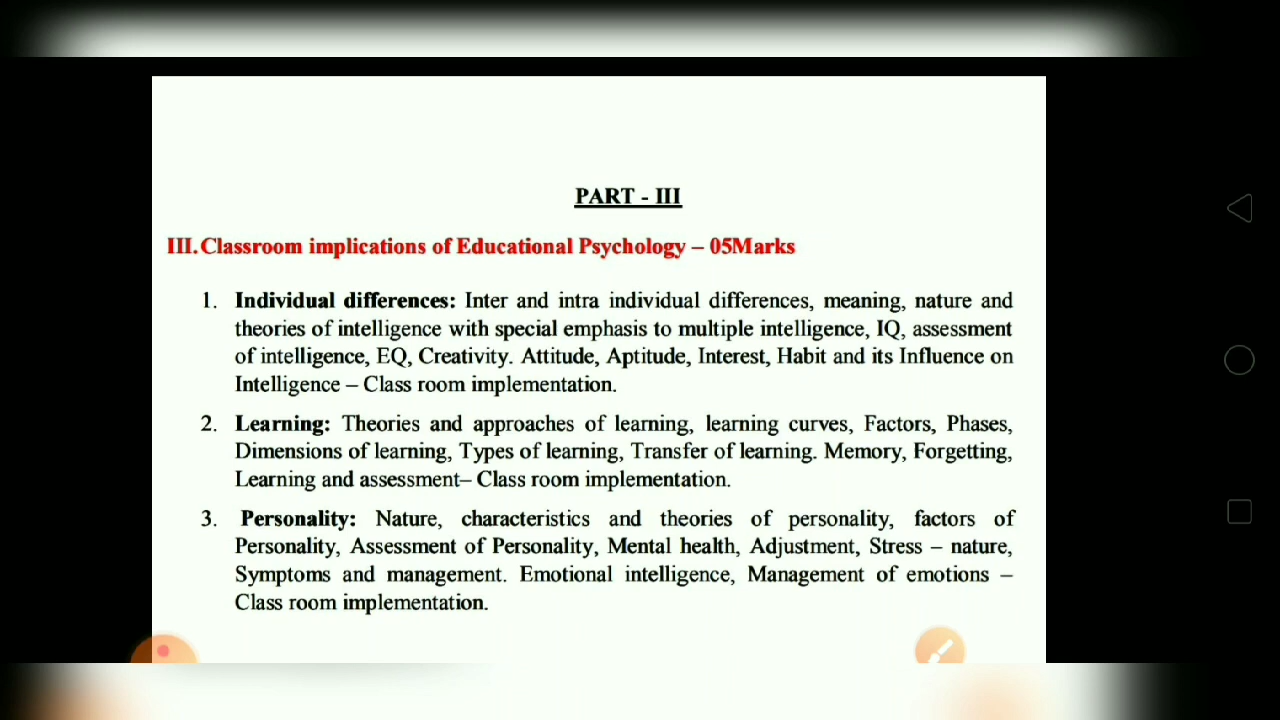 PART - III
III. Classroom implications of Educational Psychology – 05Marks
1. Individual differences: Inter and intra individual differences, meaning, nature and
theories of intelligence with special emphasis to multiple intelligence, IQ, assessment
of intelligence, EQ, Creativity. Attitude, Aptitude, Interest, Habit and its Influence on
Intelligence – Class room implementation.
2. Learning: Theories and approaches of learning, learning curves, Factors, Phases,
Dimensions of learning, Types of learning, Transfer of learning. Memory, Forgetting,
Learning and assessment– Class room implementation.
3. Personality: Nature, characteristics and theories of personality, factors of
Personality, Assessment of Personality, Mental health, Adjustment, Stress – nature,
Symptoms and management. Emotional intelligence, Management of emotions –
Class room implementation.